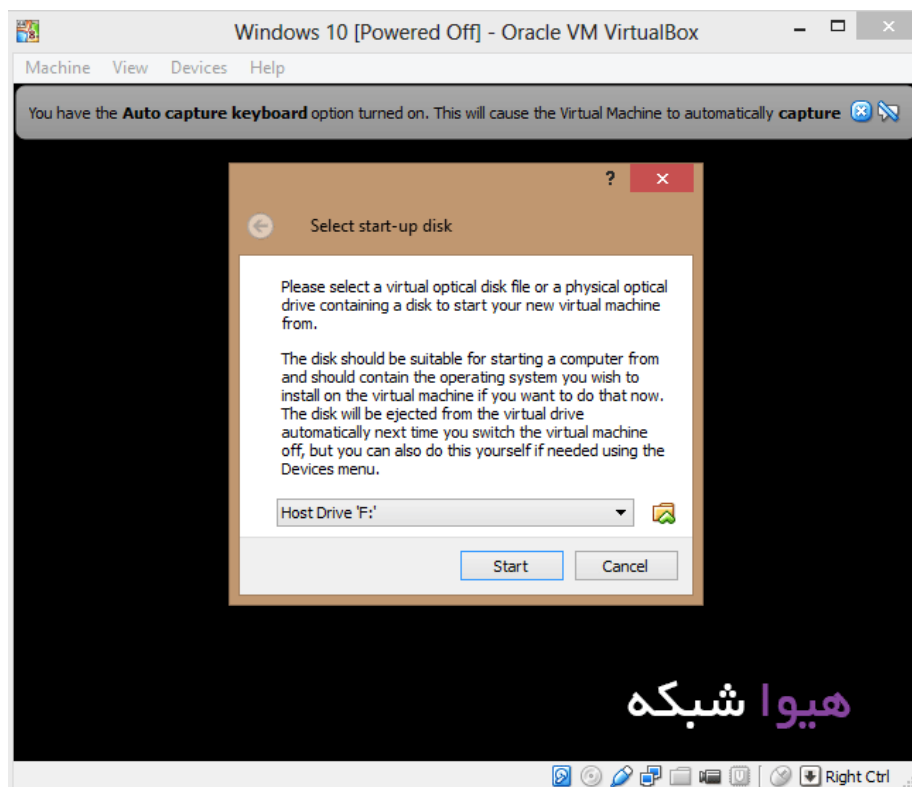 Windows 10 [Powered Off] - Oracle VM VirtualBox
Machine View Devices Help
You have the Auto capture keyboard option turned on. This will cause the Virtual Machine to automatically capture
Select start-up disk
Please select a virtual optical disk file or a physical optical
drive containing a disk to start your new virtual machine
from.
The disk should be suitable for starting a computer from
and should contain the operating system you wish to
install on the virtual machine if you want to do that now.
The disk will be ejected from the virtual drive
automatically next time you switch the virtual machine
off, but you can also do this yourself if needed using the
Devices menu.
Host Drive 'F:'
Start Cancel
هیوا شبکه
Right Ctrl